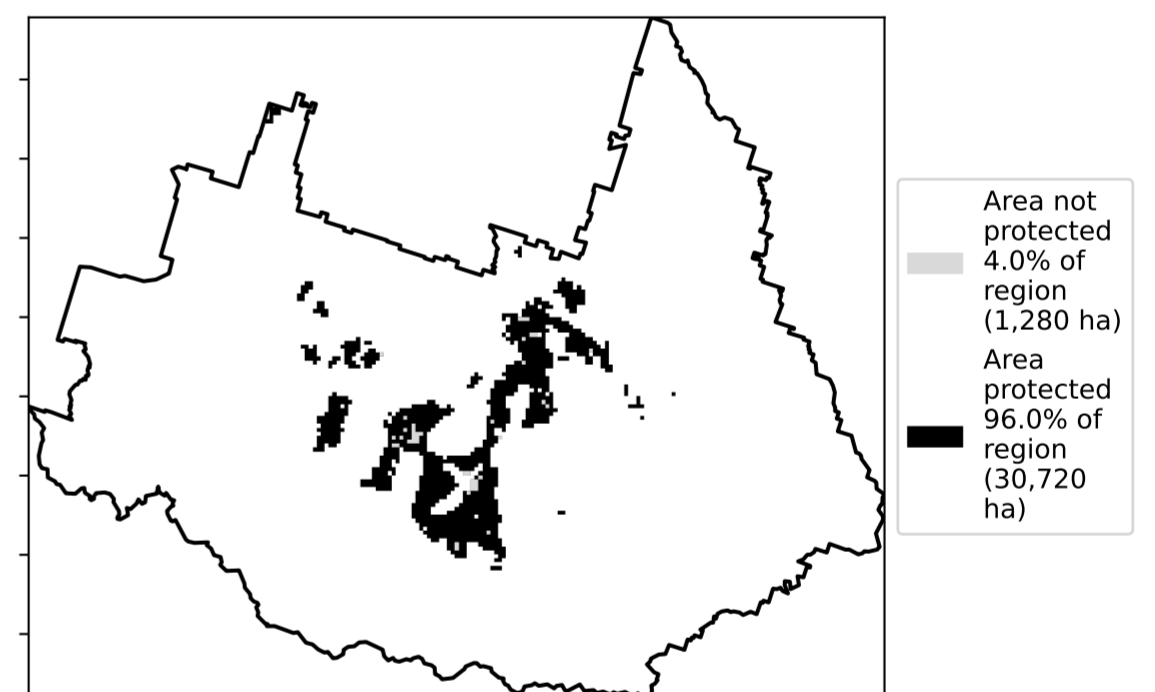 Area not
protected
4.0% of
region
(1,280 ha)
Area
protected
96.0% of
region
(30,720
ha)